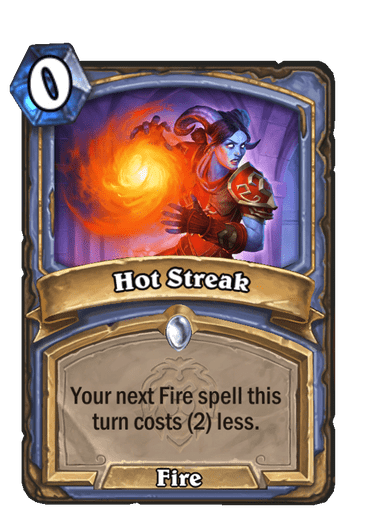 0
Hot Streak
Your next Fire spell this
turn costs (2) less.
Fire